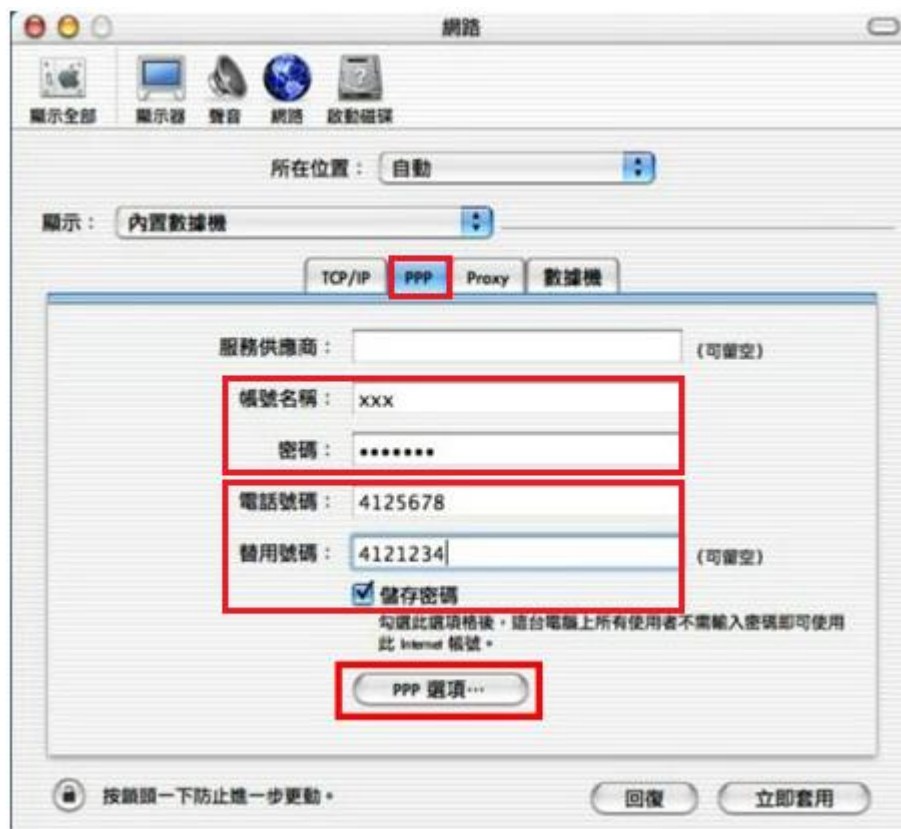 網路
顯示全部 顯示器 聲音 網路 啟動磁碟
所在位置： 自動
顯示： 內置數據機
TCP/IP PPP Proxy 數據機
服務供應商： (可留空)
帳號名稱： xxx
密碼： •••••••
電話號碼： 4125678
替用號碼： 4121234 (可留空)
儲存密碼
勾選此選項格後，這台電腦上所有使用者不需輸入密碼即可使用
此 Internet 帳號。
PPP 選項…
按鎖頭一下防止進一步更動。 回復 立即套用